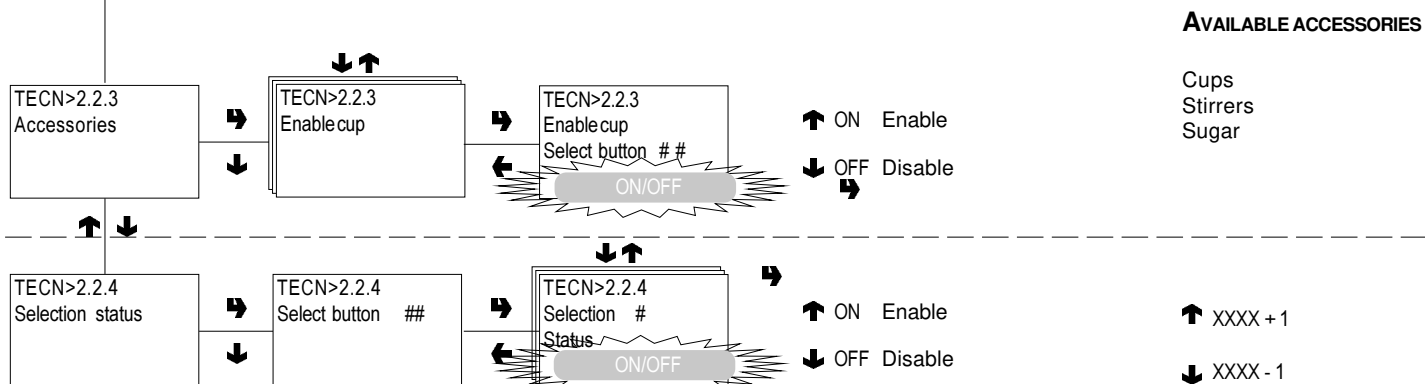 AVAILABLE ACCESSORIES
Cups
Stirrers
Sugar
TECN>2.2.3
Accessories
TECN>2.2.3
Enable cup
TECN>2.2.3
Enable cup
Select button ##
ON/OFF
ON Enable
OFF Disable
TECN>2.2.4
Selection status
TECN>2.2.4
Select button ##
TECN>2.2.4
Selection #
Status
ON/OFF
ON Enable
OFF Disable
XXXX + 1
XXXX - 1